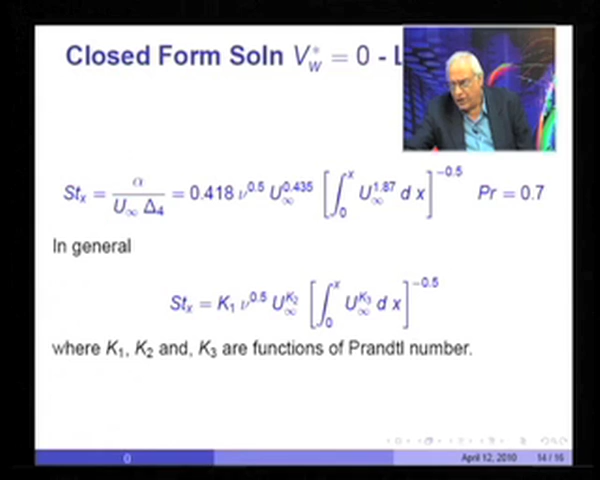 Closed Form Soln V*_w = 0 - L
St_x = α / (U_∞ Δ_4) = 0.418 ν^0.5 U_∞^0.435 [∫_0^x U_∞^1.87 d x]^−0.5 Pr = 0.7
In general
St_x = K_1 ν^0.5 U_∞^K_2 [∫_0^x U_∞^K_3 d x]^−0.5
where K_1, K_2 and, K_3 are functions of Prandtl number.
() April 12, 2010 14 / 16